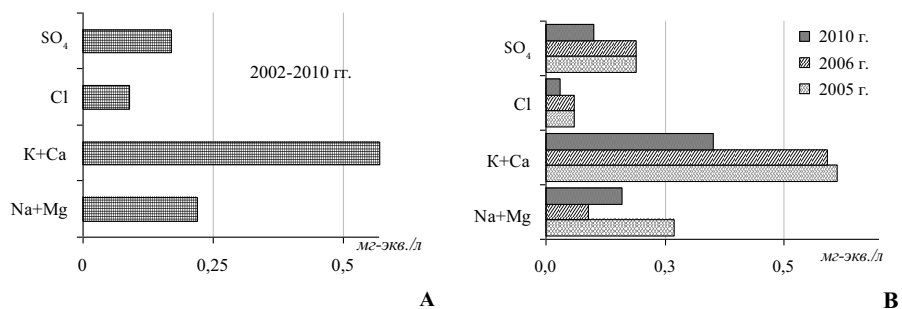 SO4
Cl
K+Ca
Na+Mg
2002-2010 гг.
0
0,25
0,5
мг-экв./л
А
SO4
Cl
K+Ca
Na+Mg
2010 г.
2006 г.
2005 г.
0,0
0,3
0,5
мг-экв./л
В